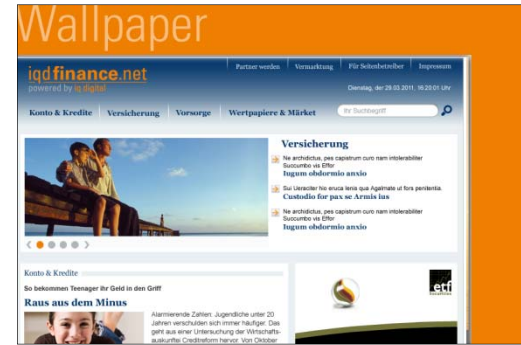 Wallpaper
iqdfinance.net
powered by iq digital
Partner werden
Vermarktung
Für Seitenbetreiber
Impressum
Dienstag, der 29.03.2011, 16:20:01 Uhr
Konto & Kredite
Versicherung
Vorsorge
Wertpapiere & Märket
Ihr Suchbegriff
Versicherung
Ne archidictus, pes capistrum curo nam intolerabiliter
Succumbo vis Effor
Iugum obdormio anxio
Sui Ueraciter hio eruca lenia qua Agalmate ut fors penitentia.
Custodio for pax se Armis ius
Ne archidictus, pes capistrum curo nam intolerabiliter
Succumbo vis Effor
Iugum obdormio anxio
Konto & Kredite
So bekommen Teenager ihr Geld in den Griff
Raus aus dem Minus
Alarmierende Zahlen: Jugendliche unter 20
Jahren verschulden sich immer häufiger. Das
geht aus einer Untersuchung der Wirtschafts-
auskunftei Creditreform hervor. Von Oktober
etf